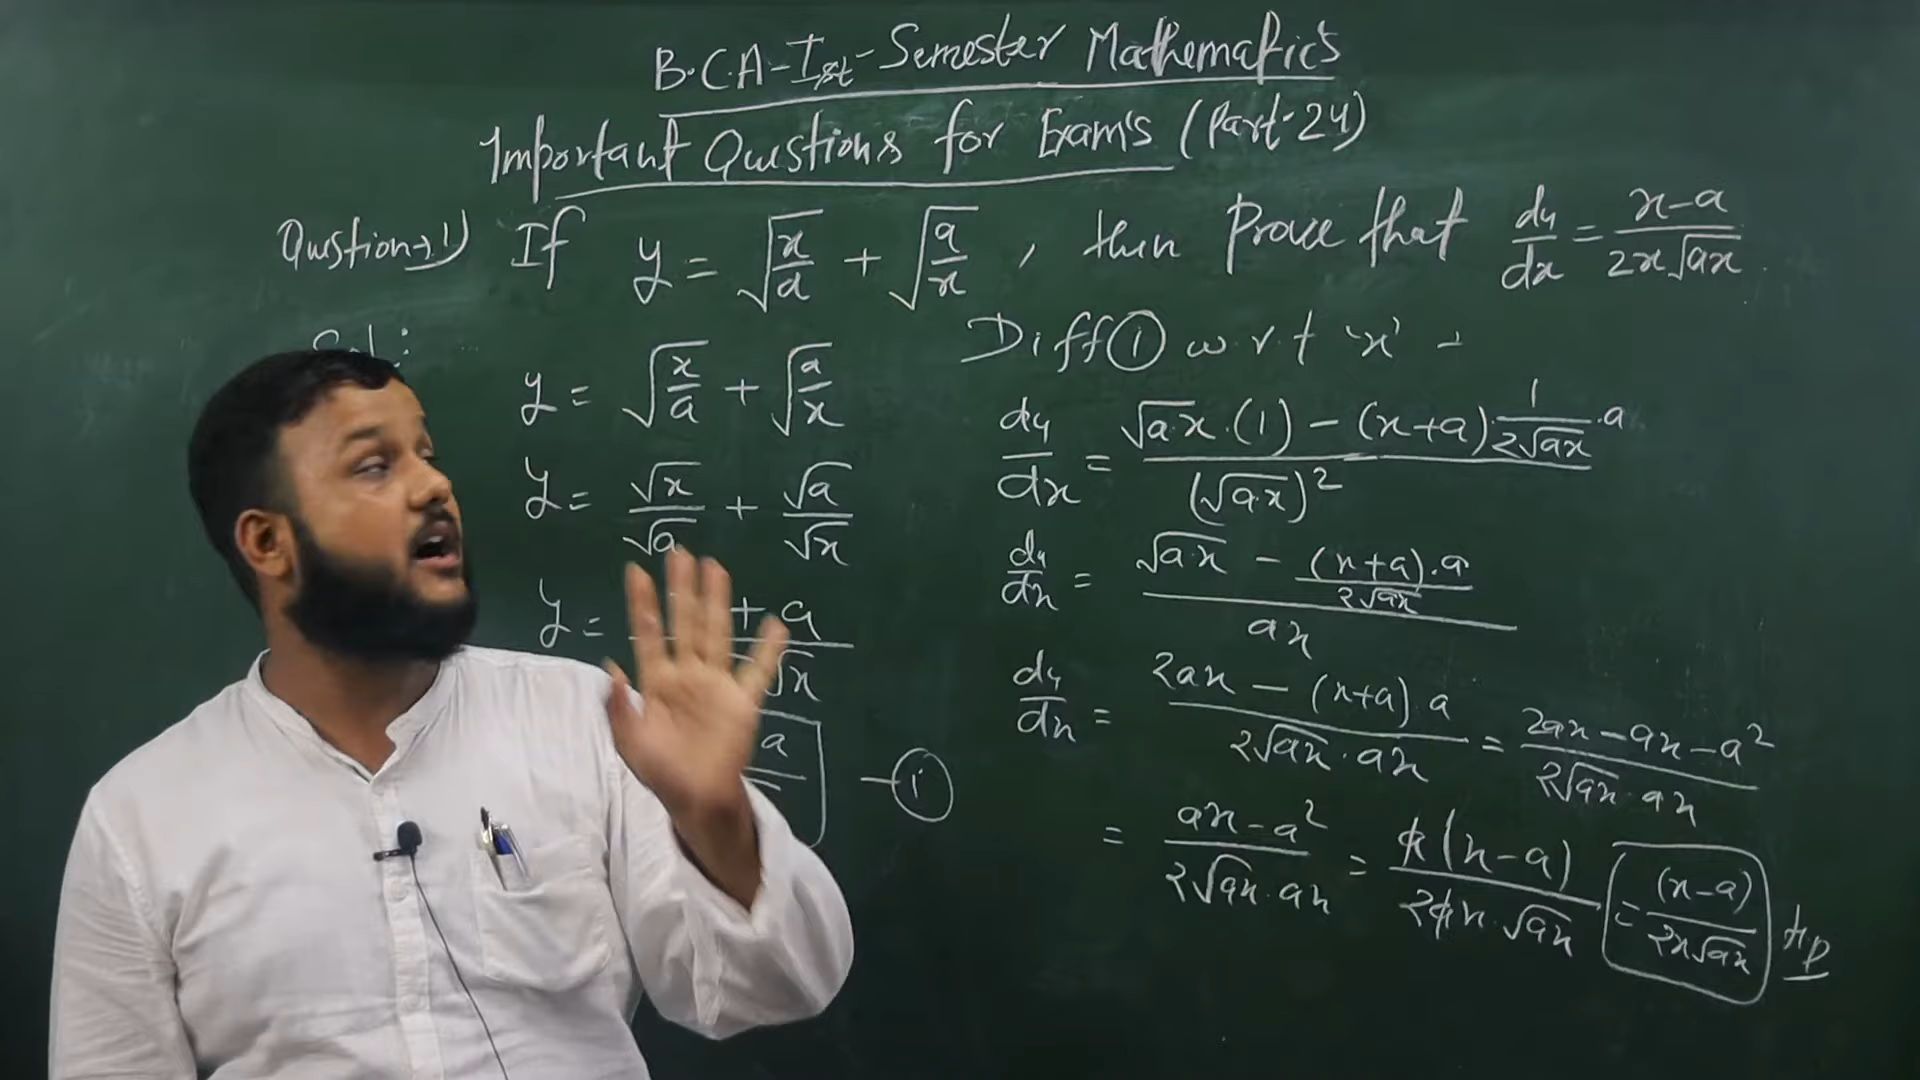 B.C.A-Ist-Semester Mathematics
Important Questions for Exam's (Part-24)
Question→1) If y = √(x/a) + √(a/x) , then Prove that dy/dx = (x-a)/(2x√ax)
Sol:
y = √(x/a) + √(a/x)
y = √x/√a + √a/√x
y = + a
√x
a
—(i)
Diff (1) w.r.t 'x' -
dy/dx = (√ax.(1) - (x+a).1/(2√ax).a)/(√ax)²
dy/dx = (√ax - (x+a).a/(2√ax))/ax
dy/dx = (2ax - (x+a).a)/(2√ax.ax) = (2ax-ax-a²)/(2√ax.ax)
= (ax-a²)/(2√ax.ax) = a(x-a)/(2ax.√ax) = (x-a)/(2x√ax) Hp